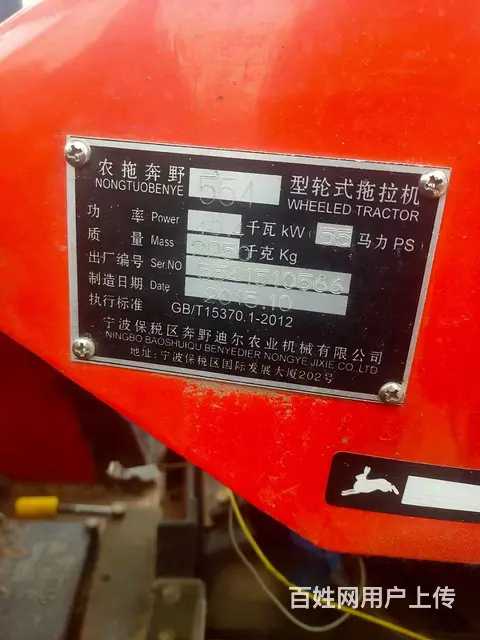 农拖奔野 554 型轮式拖拉机
NONGTUOBENYE WHEELED TRACTOR
功 率 Power 千瓦 kW 55 马力 PS
质 量 Mass 千克 Kg
出厂编号 Ser.NO 5541510566
制造日期 Date 2015.10
执行标准 GB/T15370.1-2012
宁波保税区奔野迪尔农业机械有限公司
NINGBO BAOSHUIQU BENYEDIER NONGYE JIXIE CO.,LTD
地址:宁波保税区国际发展大厦202号
百姓网用户上传